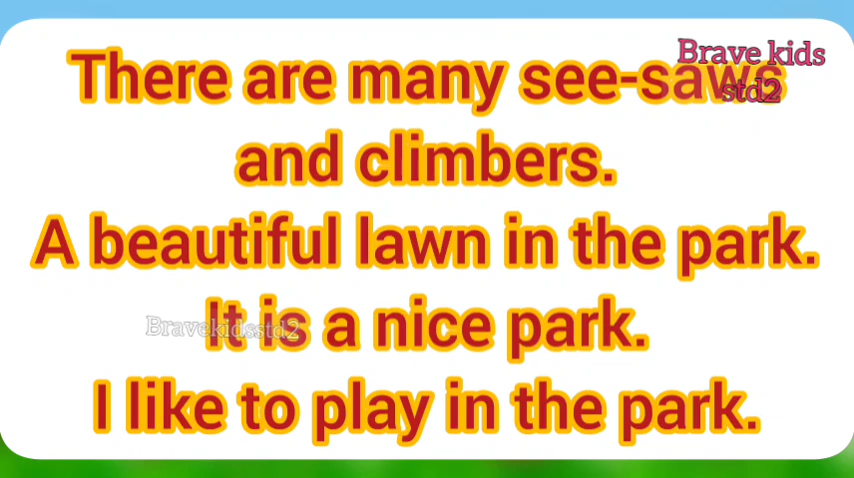 Brave kids
std2
There are many see-saws
and climbers.
A beautiful lawn in the park.
Bravekidsstd2
It is a nice park.
I like to play in the park.